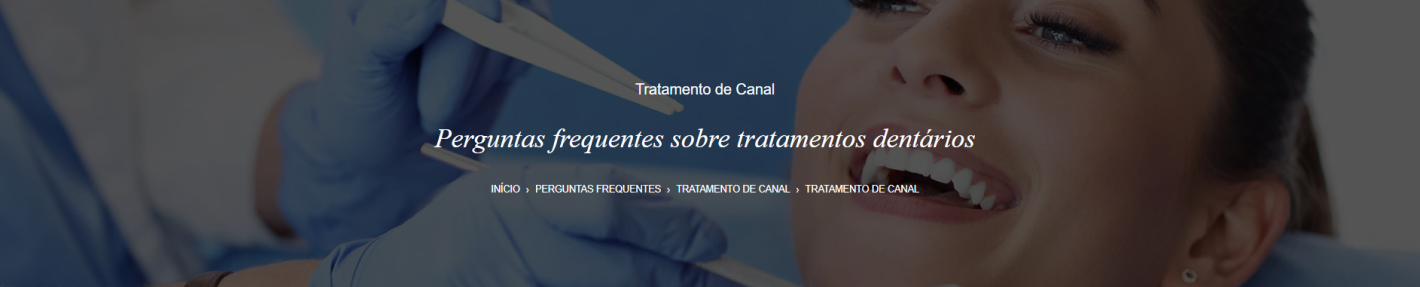 Tratamento de Canal
Perguntas frequentes sobre tratamentos dentários
INÍCIO › PERGUNTAS FREQUENTES › TRATAMENTO DE CANAL › TRATAMENTO DE CANAL